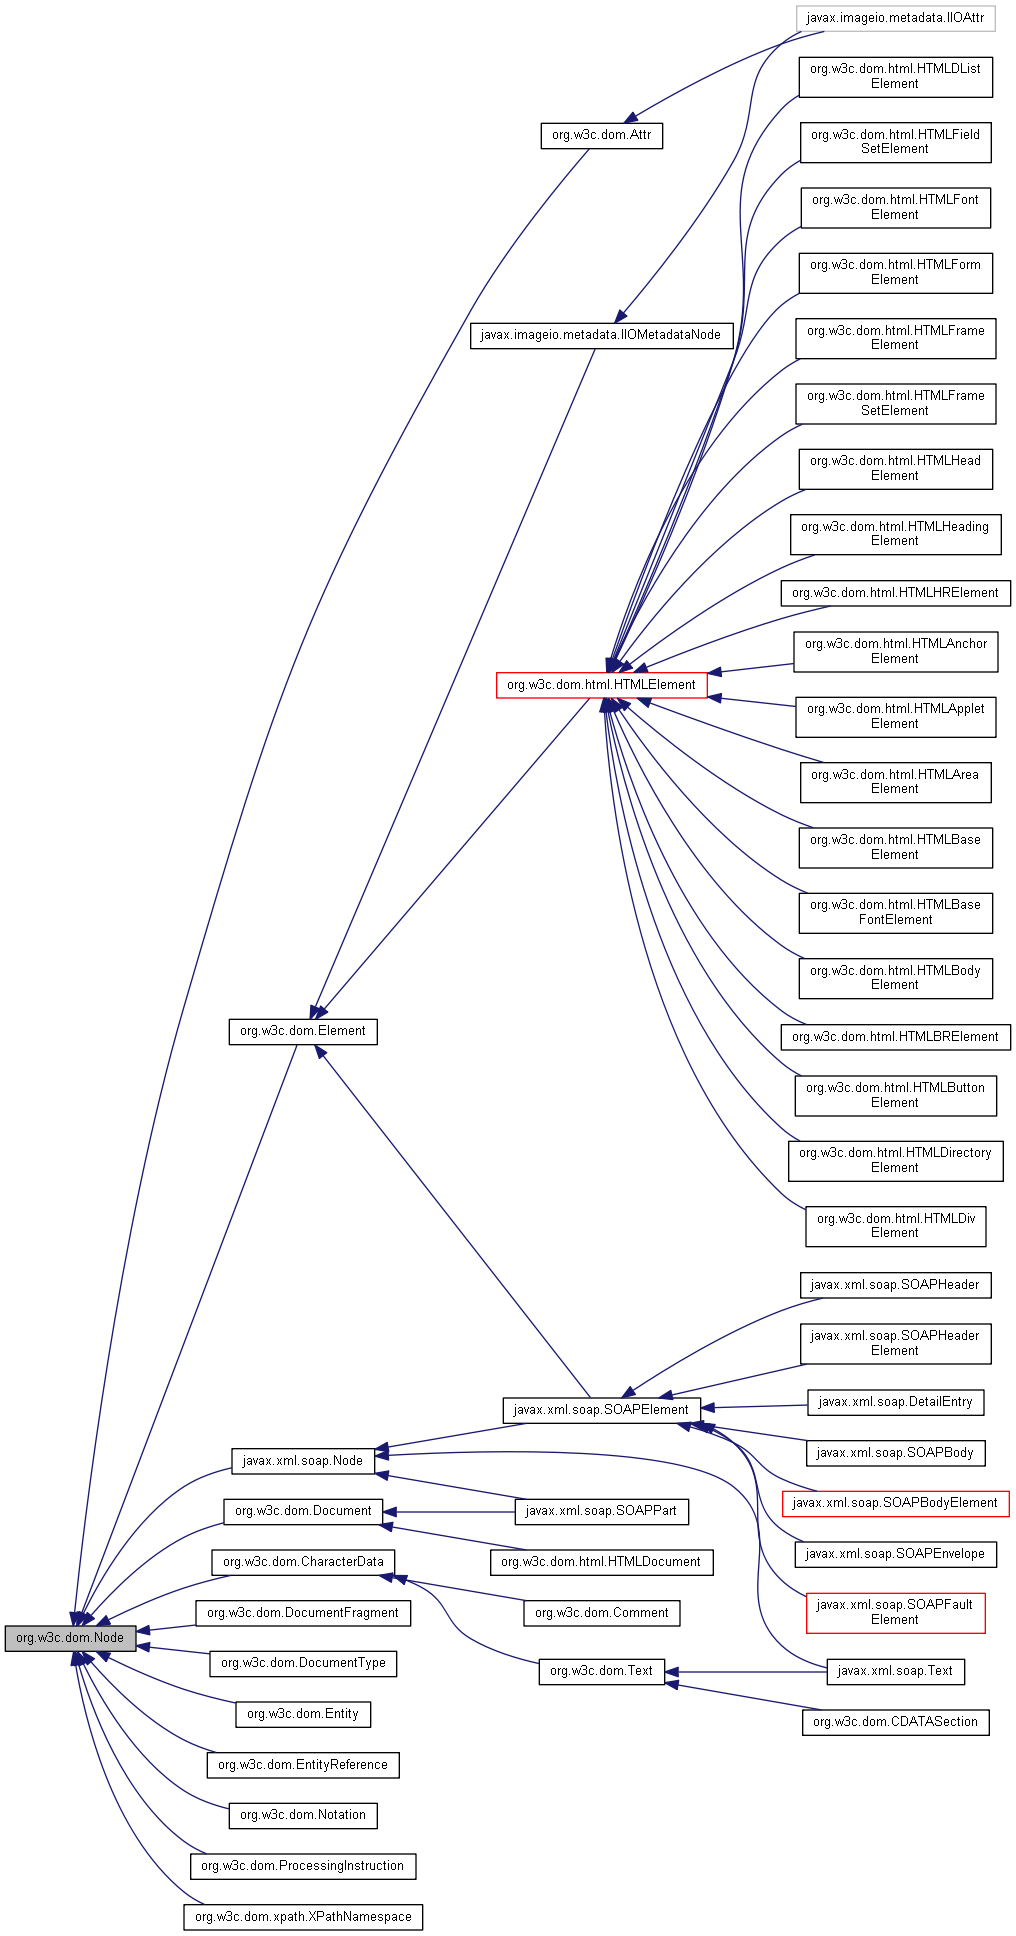 javax.imageio.metadata.IIOAttr
org.w3c.dom.html.HTMLDList
Element
org.w3c.dom.Attr
org.w3c.dom.html.HTMLField
SetElement
org.w3c.dom.html.HTMLFont
Element
org.w3c.dom.html.HTMLForm
Element
javax.imageio.metadata.IIOMetadataNode
org.w3c.dom.html.HTMLFrame
Element
org.w3c.dom.html.HTMLFrame
SetElement
org.w3c.dom.html.HTMLHead
Element
org.w3c.dom.html.HTMLHeading
Element
org.w3c.dom.html.HTMLHRElement
org.w3c.dom.html.HTMLAnchor
Element
org.w3c.dom.html.HTMLElement
org.w3c.dom.html.HTMLApplet
Element
org.w3c.dom.html.HTMLArea
Element
org.w3c.dom.html.HTMLBase
Element
org.w3c.dom.html.HTMLBase
FontElement
org.w3c.dom.html.HTMLBody
Element
org.w3c.dom.Element
org.w3c.dom.html.HTMLBRElement
org.w3c.dom.html.HTMLButton
Element
org.w3c.dom.html.HTMLDirectory
Element
org.w3c.dom.html.HTMLDiv
Element
javax.xml.soap.SOAPHeader
javax.xml.soap.SOAPHeader
Element
javax.xml.soap.DetailEntry
javax.xml.soap.SOAPElement
javax.xml.soap.SOAPBody
javax.xml.soap.Node
javax.xml.soap.SOAPBodyElement
org.w3c.dom.Document
javax.xml.soap.SOAPPart
javax.xml.soap.SOAPEnvelope
org.w3c.dom.CharacterData
org.w3c.dom.html.HTMLDocument
javax.xml.soap.SOAPFault
Element
org.w3c.dom.DocumentFragment
org.w3c.dom.Comment
org.w3c.dom.Node
org.w3c.dom.DocumentType
org.w3c.dom.Text
javax.xml.soap.Text
org.w3c.dom.Entity
org.w3c.dom.CDATASection
org.w3c.dom.EntityReference
org.w3c.dom.Notation
org.w3c.dom.ProcessingInstruction
org.w3c.dom.xpath.XPathNamespace